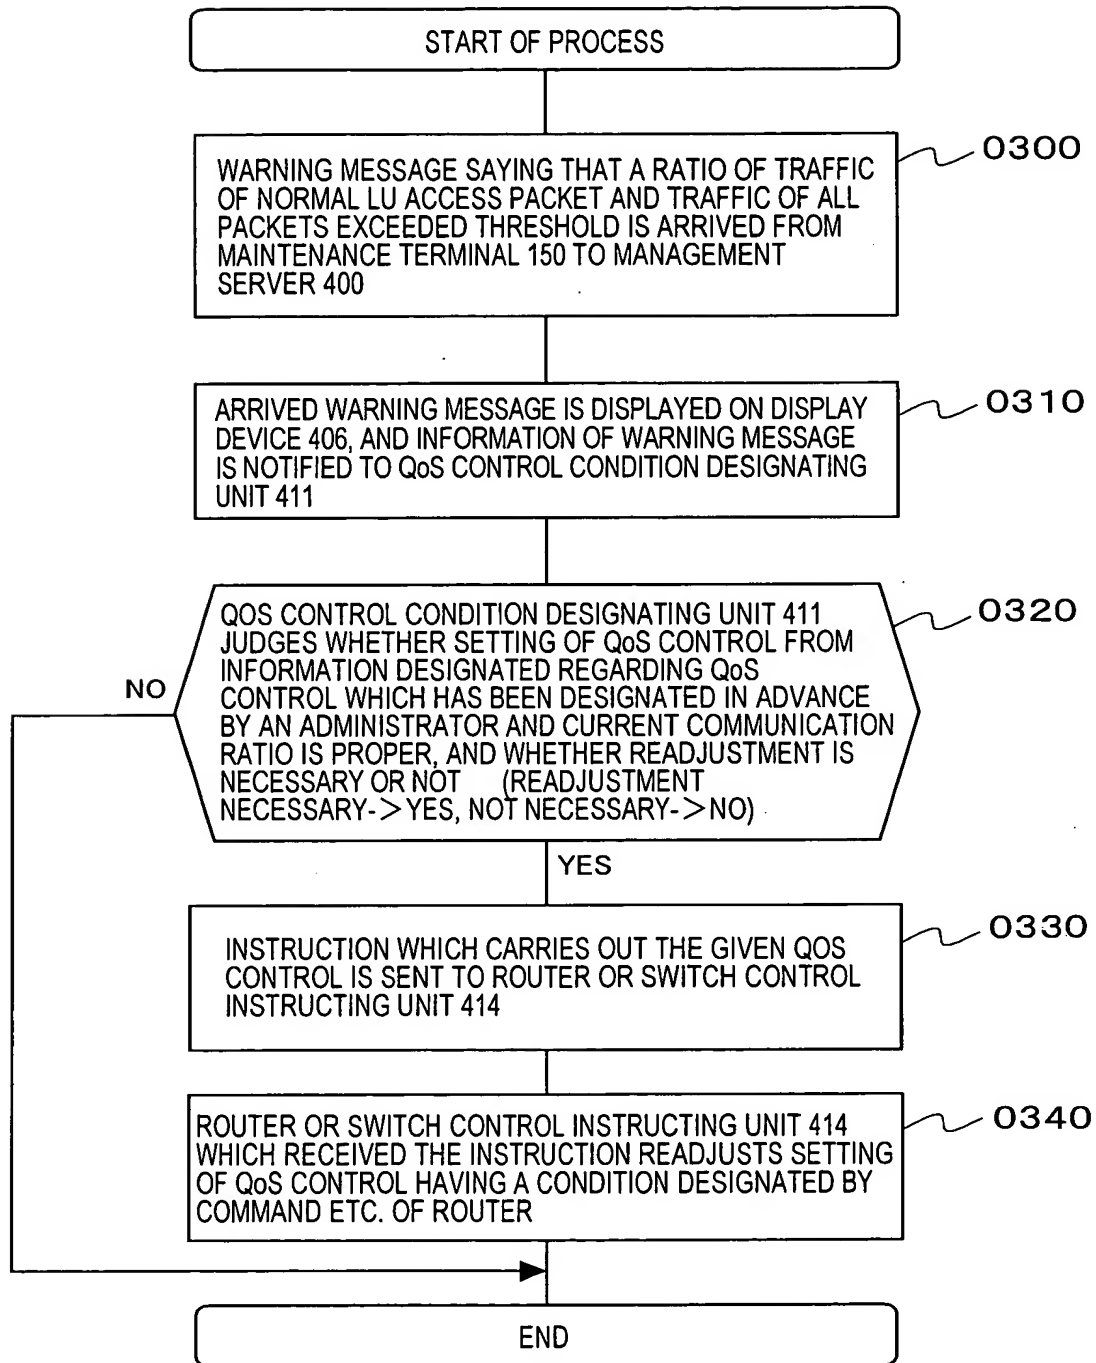 START OF PROCESS
WARNING MESSAGE SAYING THAT A RATIO OF TRAFFIC
OF NORMAL LU ACCESS PACKET AND TRAFFIC OF ALL
PACKETS EXCEEDED THRESHOLD IS ARRIVED FROM
MAINTENANCE TERMINAL 150 TO MANAGEMENT
SERVER 400
0300
ARRIVED WARNING MESSAGE IS DISPLAYED ON DISPLAY
DEVICE 406, AND INFORMATION OF WARNING MESSAGE
IS NOTIFIED TO QoS CONTROL CONDITION DESIGNATING
UNIT 411
0310
QOS CONTROL CONDITION DESIGNATING UNIT 411
JUDGES WHETHER SETTING OF QoS CONTROL FROM
INFORMATION DESIGNATED REGARDING QoS
CONTROL WHICH HAS BEEN DESIGNATED IN ADVANCE
BY AN ADMINISTRATOR AND CURRENT COMMUNICATION
RATIO IS PROPER, AND WHETHER READJUSTMENT IS
NECESSARY OR NOT (READJUSTMENT
NECESSARY->YES, NOT NECESSARY->NO)
0320
NO
YES
INSTRUCTION WHICH CARRIES OUT THE GIVEN QOS
CONTROL IS SENT TO ROUTER OR SWITCH CONTROL
INSTRUCTING UNIT 414
0330
ROUTER OR SWITCH CONTROL INSTRUCTING UNIT 414
WHICH RECEIVED THE INSTRUCTION READJUSTS SETTING
OF QoS CONTROL HAVING A CONDITION DESIGNATED BY
COMMAND ETC. OF ROUTER
0340
END